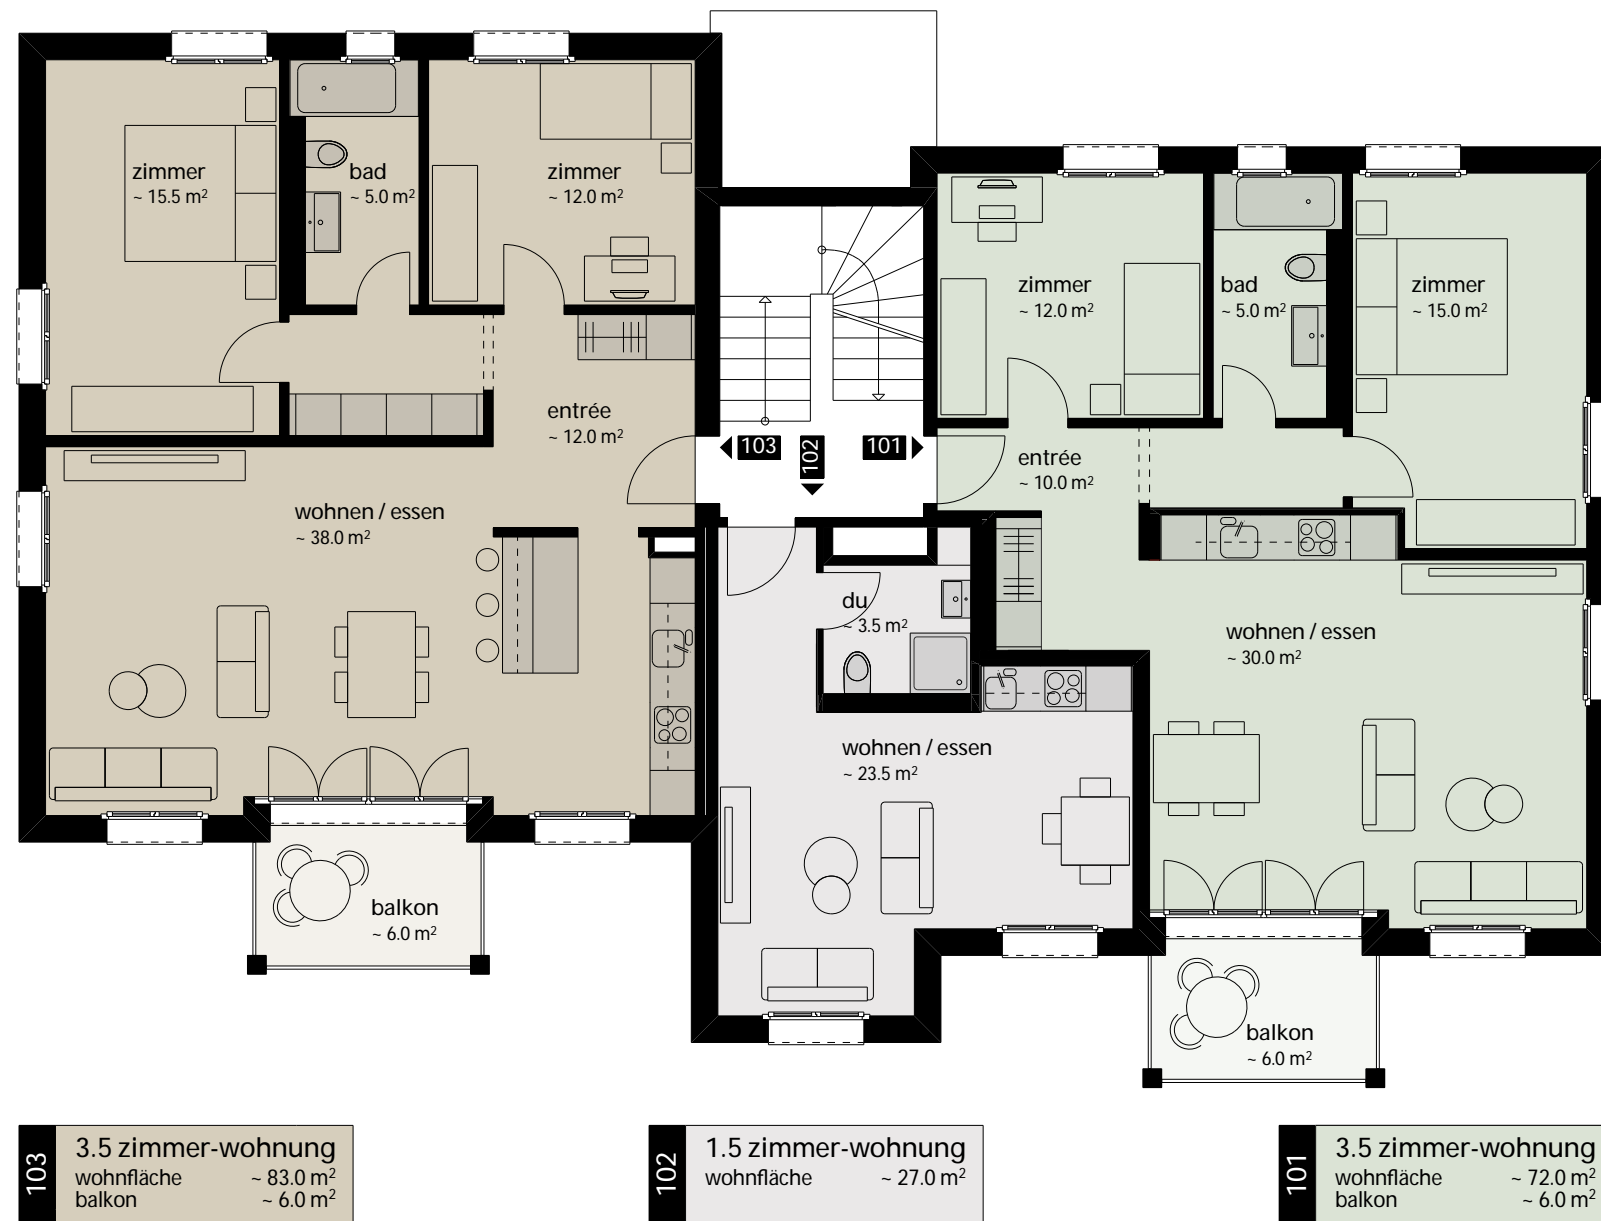 zimmer
~ 15.5 m²
bad
~ 5.0 m²
zimmer
~ 12.0 m²
entrée
~ 12.0 m²
wohnen / essen
~ 38.0 m²
balkon
~ 6.0 m²
103
102
101
zimmer
~ 12.0 m²
bad
~ 5.0 m²
zimmer
~ 15.0 m²
entrée
~ 10.0 m²
du
~ 3.5 m²
wohnen / essen
~ 23.5 m²
wohnen / essen
~ 30.0 m²
balkon
~ 6.0 m²
103
3.5 zimmer-wohnung
wohnfläche ~ 83.0 m²
balkon ~ 6.0 m²
102
1.5 zimmer-wohnung
wohnfläche ~ 27.0 m²
101
3.5 zimmer-wohnung
wohnfläche ~ 72.0 m²
balkon ~ 6.0 m²